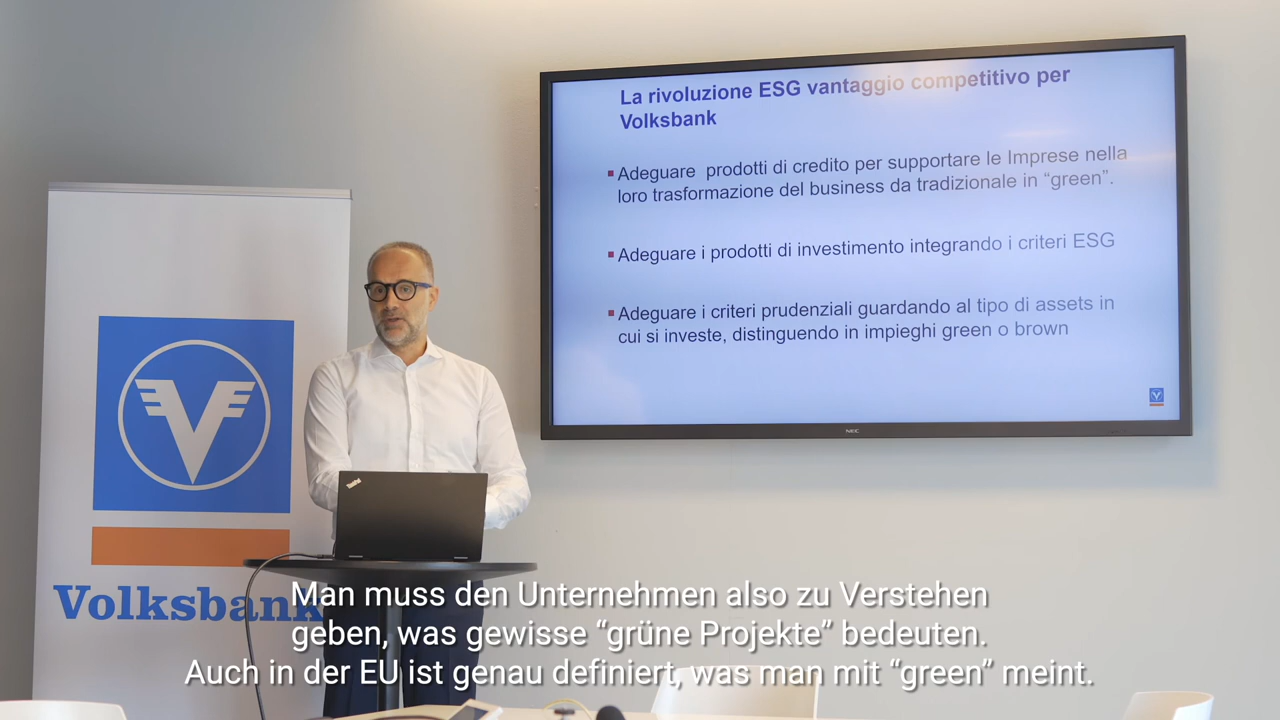 La rivoluzione ESG vantaggio competitivo per
Volksbank
Adeguare prodotti di credito per supportare le Imprese nella
loro trasformazione del business da tradizionale in “green”.
Adeguare i prodotti di investimento integrando i criteri ESG
Adeguare i criteri prudenziali guardando al tipo di assets in
cui si investe, distinguendo in impieghi green o brown
NEC
ThinkPad
Volksbank
Man muss den Unternehmen also zu Verstehen
geben, was gewisse “grüne Projekte” bedeuten.
Auch in der EU ist genau definiert, was man mit “green” meint.